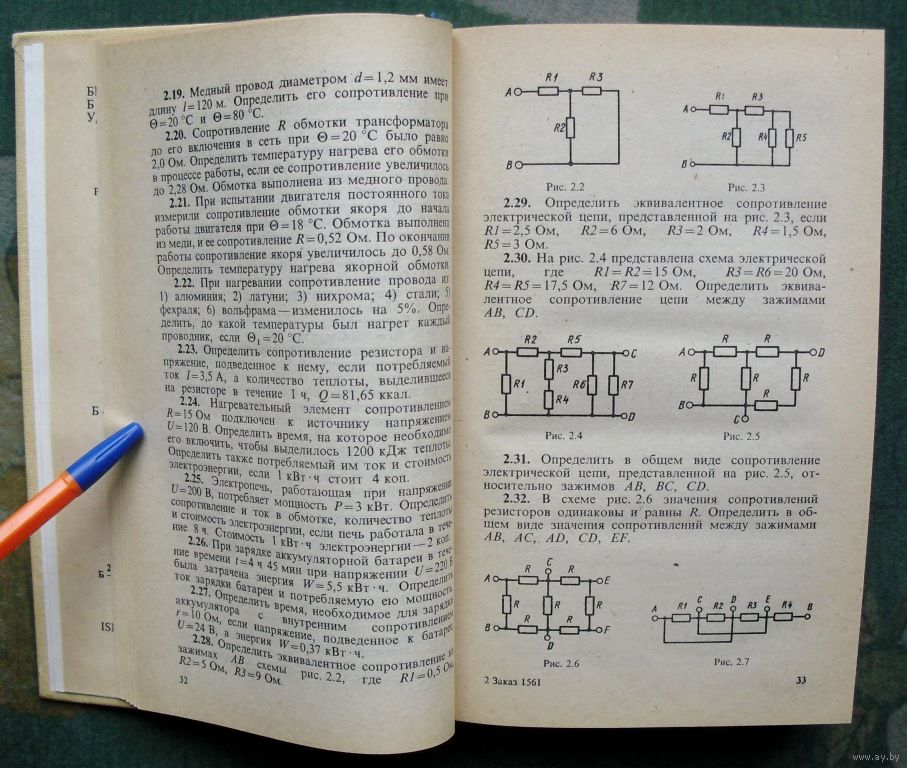 БІ
Б
У,
Б
2
Б
ISI
2.19. Медный провод диаметром d=1,2 мм имеет
длину l=120 м. Определить его сопротивление при
Θ=20 °С и Θ=80 °С.
2.20. Сопротивление R обмотки трансформатора
до его включения в сеть при Θ=20 °С было равно
2,0 Ом. Определить температуру нагрева его обмотки
в процессе работы, если ее сопротивление увеличилось
до 2,28 Ом. Обмотка выполнена из медного провода.
2.21. При испытании двигателя постоянного тока
измерили сопротивление обмотки якоря до начала
работы двигателя при Θ=18 °С. Обмотка выполнена
из меди, и ее сопротивление R=0,52 Ом. По окончании
работы сопротивление якоря увеличилось до 0,58 Ом.
Определить температуру нагрева якорной обмотки.
2.22. При нагревании сопротивление провода из
1) алюминия; 2) латуни; 3) нихрома; 4) стали; 5)
фехраля; 6) вольфрама — изменилось на 5%. Опре-
делить, до какой температуры был нагрет каждый
проводник, если Θ₁=20 °С.
2.23. Определить сопротивление резистора и на-
пряжение, подведенное к нему, если потребляемый
ток I=3,5 А, а количество теплоты, выделившееся
на резисторе в течение 1 ч, Q=81,65 ккал.
2.24. Нагревательный элемент сопротивлением
R=15 Ом подключен к источнику напряжением
U=120 В. Определить время, на которое необходимо
его включить, чтобы выделилось 1200 кДж теплоты.
Определить также потребляемый им ток и стоимость
электроэнергии, если 1 кВт·ч стоит 4 коп.
2.25. Электропечь, работающая при напряжении
U=200 В, потребляет мощность P=3 кВт. Определить
сопротивление и ток в обмотке, количество теплоты
и стоимость электроэнергии, если печь работала в тече-
ние 8 ч. Стоимость 1 кВт·ч электроэнергии — 2 коп.
2.26. При зарядке аккумуляторной батареи в тече-
ние времени t=4 ч 45 мин при напряжении U=220 В
была затрачена энергия W=5,5 кВт·ч. Определить
ток зарядки батареи и потребляемую ею мощность.
2.27. Определить время, необходимое для зарядки
аккумулятора с внутренним сопротивлением
r=10 Ом, если напряжение, подведенное к батарее,
U=24 В, а энергия W=0,37 кВт·ч.
2.28. Определить эквивалентное сопротивление на
зажимах AB схемы рис. 2.2, где R1=0,5 Ом,
R2=5 Ом, R3=9 Ом.
32
R1 R3
A
R2
B
Рис. 2.2
R1 R3
A
R2 R4 R5
B
Рис. 2.3
2.29. Определить эквивалентное сопротивление
электрической цепи, представленной на рис. 2.3, если
R1=2,5 Ом, R2=6 Ом, R3=2 Ом, R4=1,5 Ом,
R5=3 Ом.
2.30. На рис. 2.4 представлена схема электрической
цепи, где R1=R2=15 Ом, R3=R6=20 Ом,
R4=R5=17,5 Ом, R7=12 Ом. Определить эквива-
лентное сопротивление цепи между зажимами
AB, CD.
R2 R5
A C
R3
R1 R6 R7
R4
B D
Рис. 2.4
R R
A D
R R R
B R
C
Рис. 2.5
2.31. Определить в общем виде сопротивление
электрической цепи, представленной на рис. 2.5, от-
носительно зажимов AB, BC, CD.
2.32. В схеме рис. 2.6 значения сопротивлений
резисторов одинаковы и равны R. Определить в об-
щем виде значения сопротивлений между зажимами
AB, AC, AD, CD, EF.
C
R R
A E
R R R
B R R F
D
Рис. 2.6
A C D E B
R1 R2 R3 R4
Рис. 2.7
2 Заказ 1561
33
www.ay.by